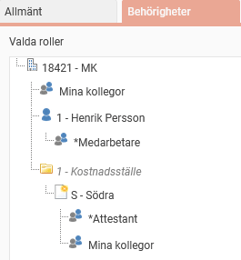 Allmänt
Behörigheter
Valda roller
18421 - MK
Mina kollegor
1 - Henrik Persson
*Medarbetare
1 - Kostnadsställe
S - Södra
*Attestant
Mina kollegor